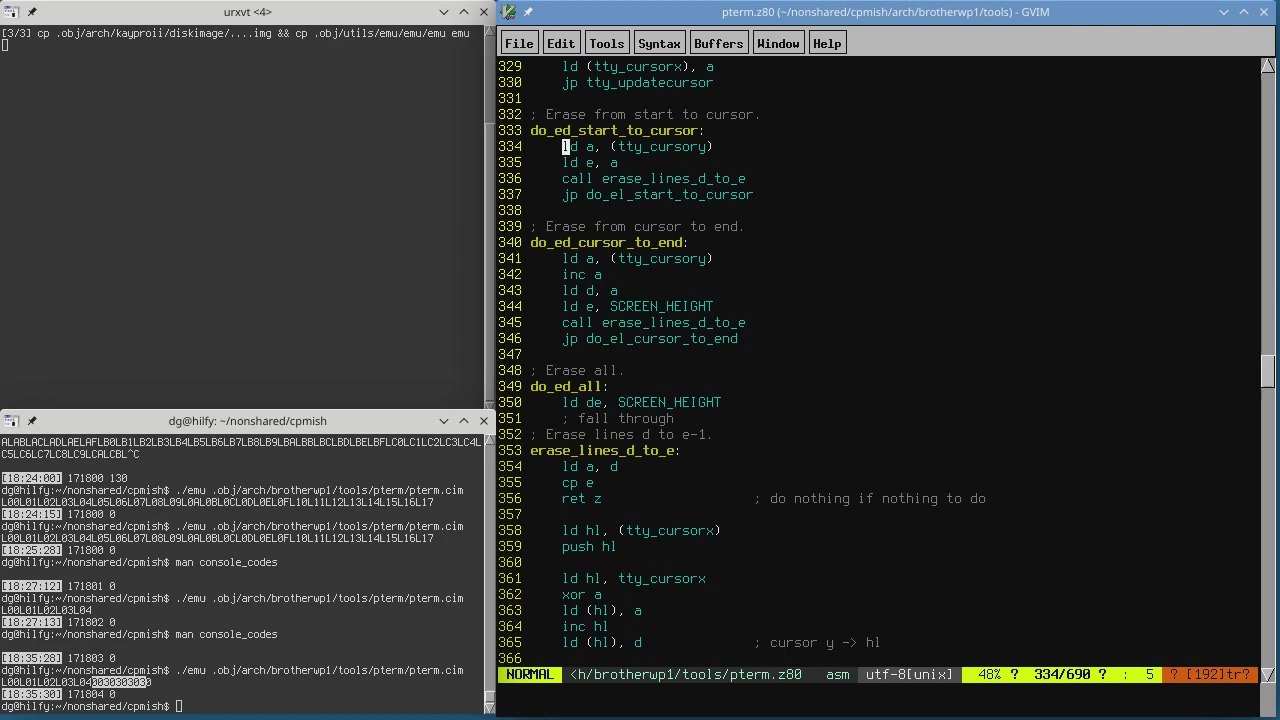 urxvt <4>
[3/3] cp .obj/arch/kayproii/diskimage/....img && cp .obj/utils/emu/emu/emu emu
dg@hilfy: ~/nonshared/cpmish
ALABLACLADLAELAFLB0LB1LB2LB3LB4LB5LB6LB7LB8LB9LBALBBLBCLBDLBELBFLC0LC1LC2LC3LC4L
C5LC6LC7LC8LC9LCALCBL^C
[18:24:00] 171800 130
dg@hilfy:~/nonshared/cpmish$ ./emu .obj/arch/brotherwp1/tools/pterm/pterm.cim
L00L01L02L03L04L05L06L07L08L09L0AL0BL0CL0DL0EL0FL10L11L12L13L14L15L16L17
[18:24:15] 171800 0
dg@hilfy:~/nonshared/cpmish$ ./emu .obj/arch/brotherwp1/tools/pterm/pterm.cim
L00L01L02L03L04L05L06L07L08L09L0AL0BL0CL0DL0EL0FL10L11L12L13L14L15L16L17
[18:25:28] 171800 0
dg@hilfy:~/nonshared/cpmish$ man console_codes
[18:27:12] 171801 0
dg@hilfy:~/nonshared/cpmish$ ./emu .obj/arch/brotherwp1/tools/pterm/pterm.cim
L00L01L02L03L04
[18:27:13] 171802 0
dg@hilfy:~/nonshared/cpmish$ man console_codes
[18:35:28] 171803 0
dg@hilfy:~/nonshared/cpmish$ ./emu .obj/arch/brotherwp1/tools/pterm/pterm.cim
[18:35:30] 171804 0
dg@hilfy:~/nonshared/cpmish$
pterm.z80 (~/nonshared/cpmish/arch/brotherwp1/tools) - GVIM
File Edit Tools Syntax Buffers Window Help
329 ld (tty_cursorx), a
330 jp tty_updatecursor
331
332 ; Erase from start to cursor.
333 do_ed_start_to_cursor:
334 ld a, (tty_cursory)
335 ld e, a
336 call erase_lines_d_to_e
337 jp do_el_start_to_cursor
338
339 ; Erase from cursor to end.
340 do_ed_cursor_to_end:
341 ld a, (tty_cursory)
342 inc a
343 ld d, a
344 ld e, SCREEN_HEIGHT
345 call erase_lines_d_to_e
346 jp do_el_cursor_to_end
347
348 ; Erase all.
349 do_ed_all:
350 ld de, SCREEN_HEIGHT
351 ; fall through
352 ; Erase lines d to e-1.
353 erase_lines_d_to_e:
354 ld a, d
355 cp e
356 ret z ; do nothing if nothing to do
357
358 ld hl, (tty_cursorx)
359 push hl
360
361 ld hl, tty_cursorx
362 xor a
363 ld (hl), a
364 inc hl
365 ld (hl), d ; cursor y -> hl
366
NORMAL <h/brotherwp1/tools/pterm.z80 asm utf-8[unix] 48% ? 334/690 ? : 5 ? [192]tr?